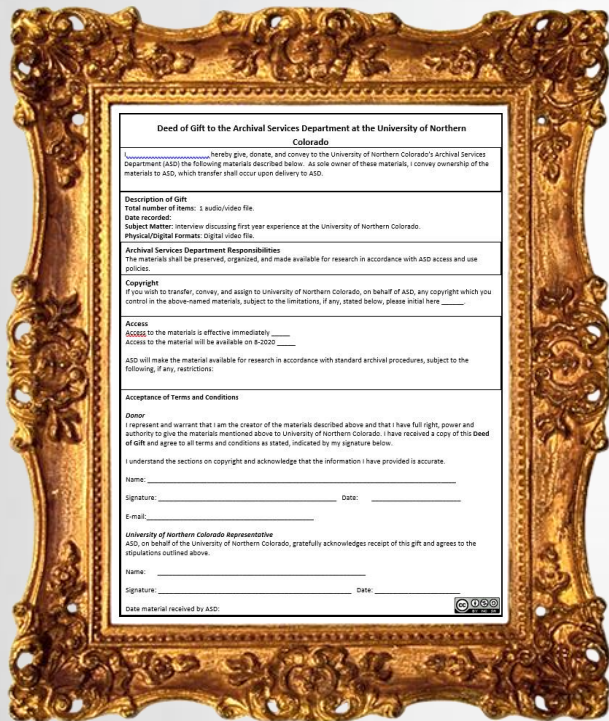 Deed of Gift to the Archival Services Department at the University of Northern
Colorado
I,____________________ hereby give, donate, and convey to the University of Northern Colorado's Archival Services
Department (ASD) the following materials described below. As sole owner of these materials, I convey ownership of the
materials to ASD, which transfer shall occur upon delivery to ASD.
Description of Gift
Total number of items: 1 audio/video file.
Date recorded:
Subject Matter: Interview discussing first year experience at the University of Northern Colorado.
Physical/Digital Formats: Digital video file.
Archival Services Department Responsibilities
The materials shall be preserved, organized, and made available for research in accordance with ASD access and use
policies.
Copyright
If you wish to transfer, convey, and assign to University of Northern Colorado, on behalf of ASD, any copyright which you
control in the above-named materials, subject to the limitations, if any, stated below, please initial here ______.
Access
Access to the materials is effective immediately _____
Access to the material will be available on 8-2020 _____
ASD will make the material available for research in accordance with standard archival procedures, subject to the
following, if any, restrictions:
Acceptance of Terms and Conditions
Donor
I represent and warrant that I am the creator of the materials described above and that I have full right, power and
authority to give the materials mentioned above to University of Northern Colorado. I have received a copy of this Deed
of Gift and agree to all terms and conditions as stated, indicated by my signature below.
I understand the sections on copyright and acknowledge that the information I have provided is accurate.
Name: ____________________
Signature: ____________________ Date: ____________________
E-mail:____________________
University of Northern Colorado Representative
ASD, on behalf of the University of Northern Colorado, gratefully acknowledges receipt of this gift and agrees to the
stipulations outlined above.
Name: ____________________
Signature: ____________________ Date: ____________________
Date material received by ASD:
cc BY NC SA